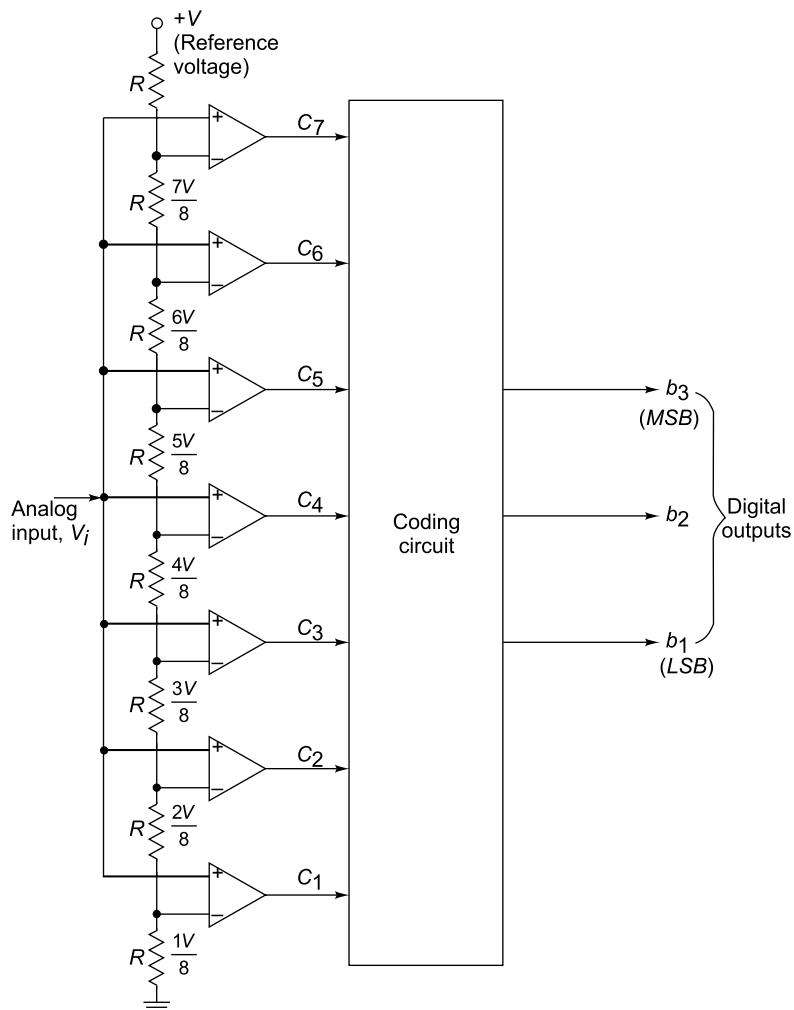 +V
(Reference
voltage)
R
+
−
C7
R
7V
8
+
−
C6
R
6V
8
+
−
C5
b3
(MSB)
R
5V
8
Analog
input, Vi
+
−
C4
Coding
circuit
b2
Digital
outputs
R
4V
8
+
−
C3
b1
(LSB)
R
3V
8
+
−
C2
R
2V
8
+
−
C1
R
1V
8